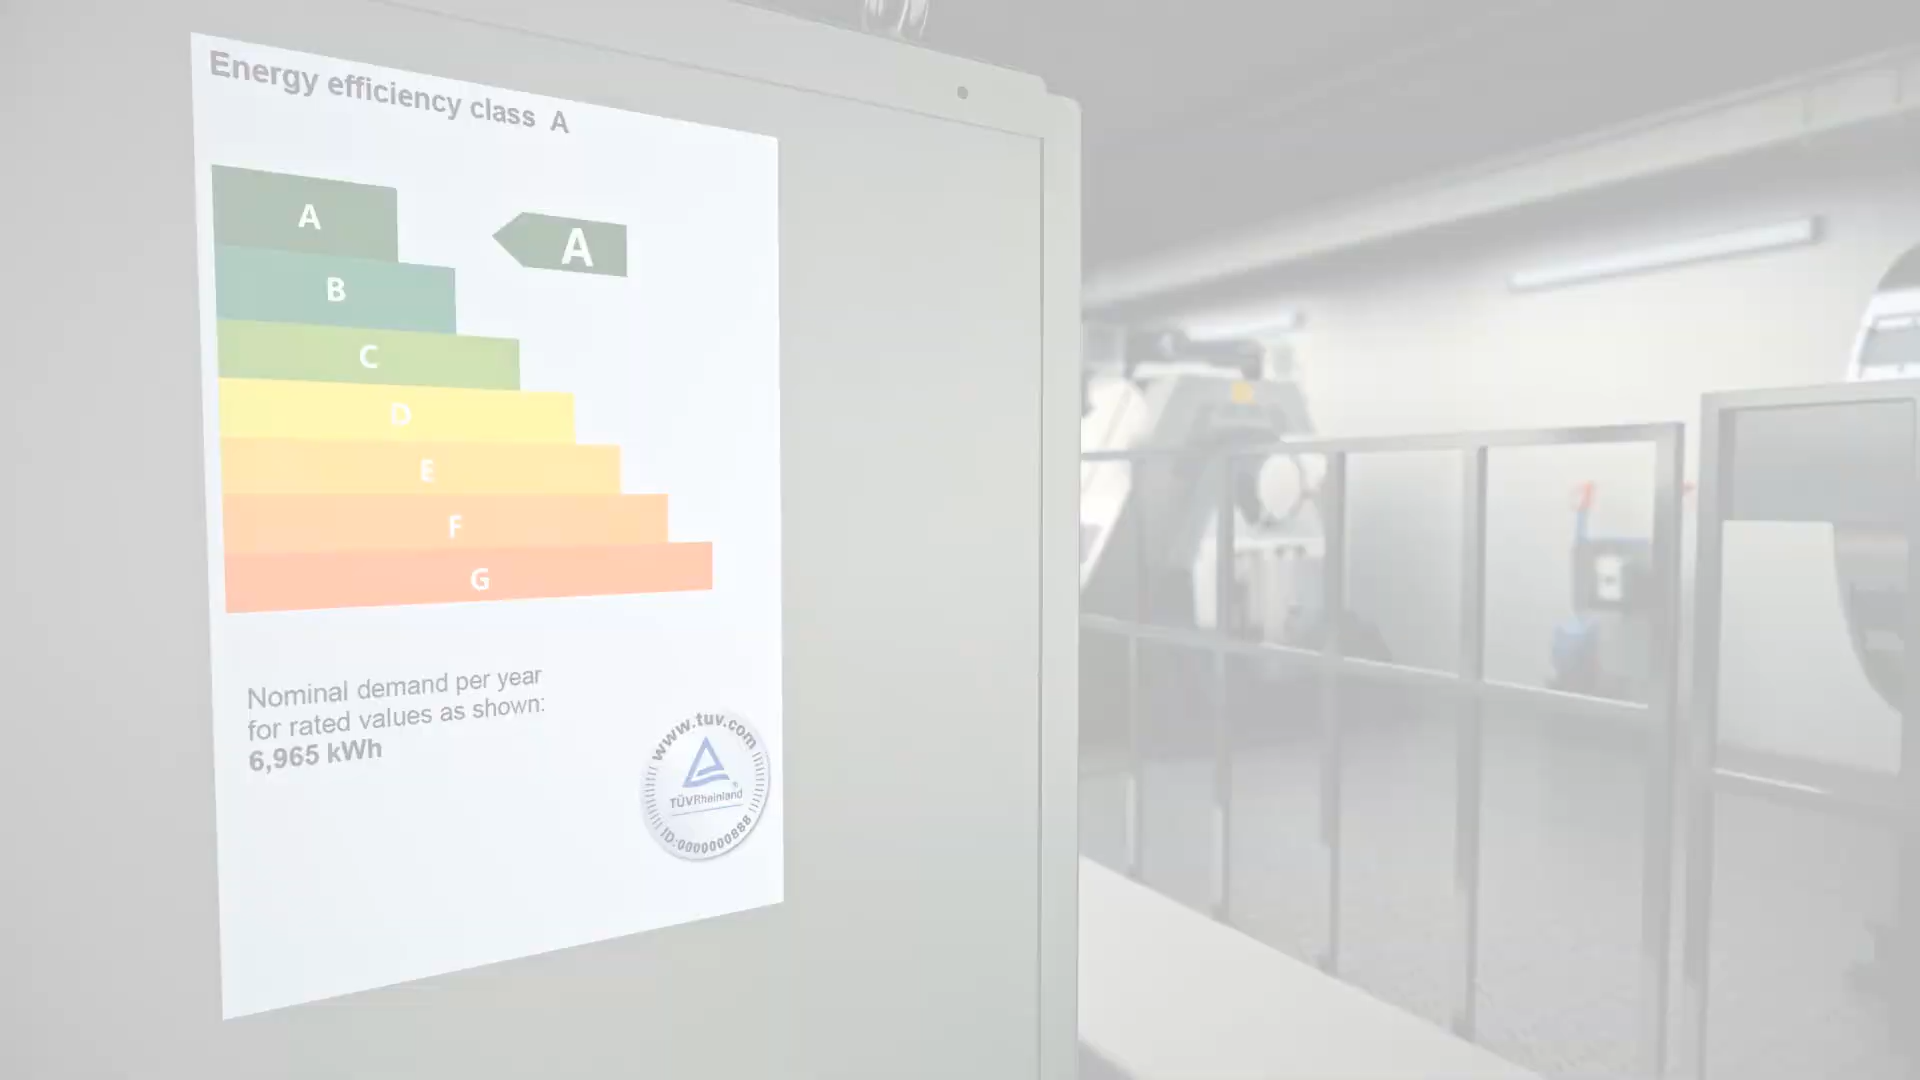 Energy efficiency class A
A
A
B
C
D
E
F
G
Nominal demand per year
for rated values as shown:
6,965 kWh
www.tuv.com
®
TÜVRheinland
ID:0000000888